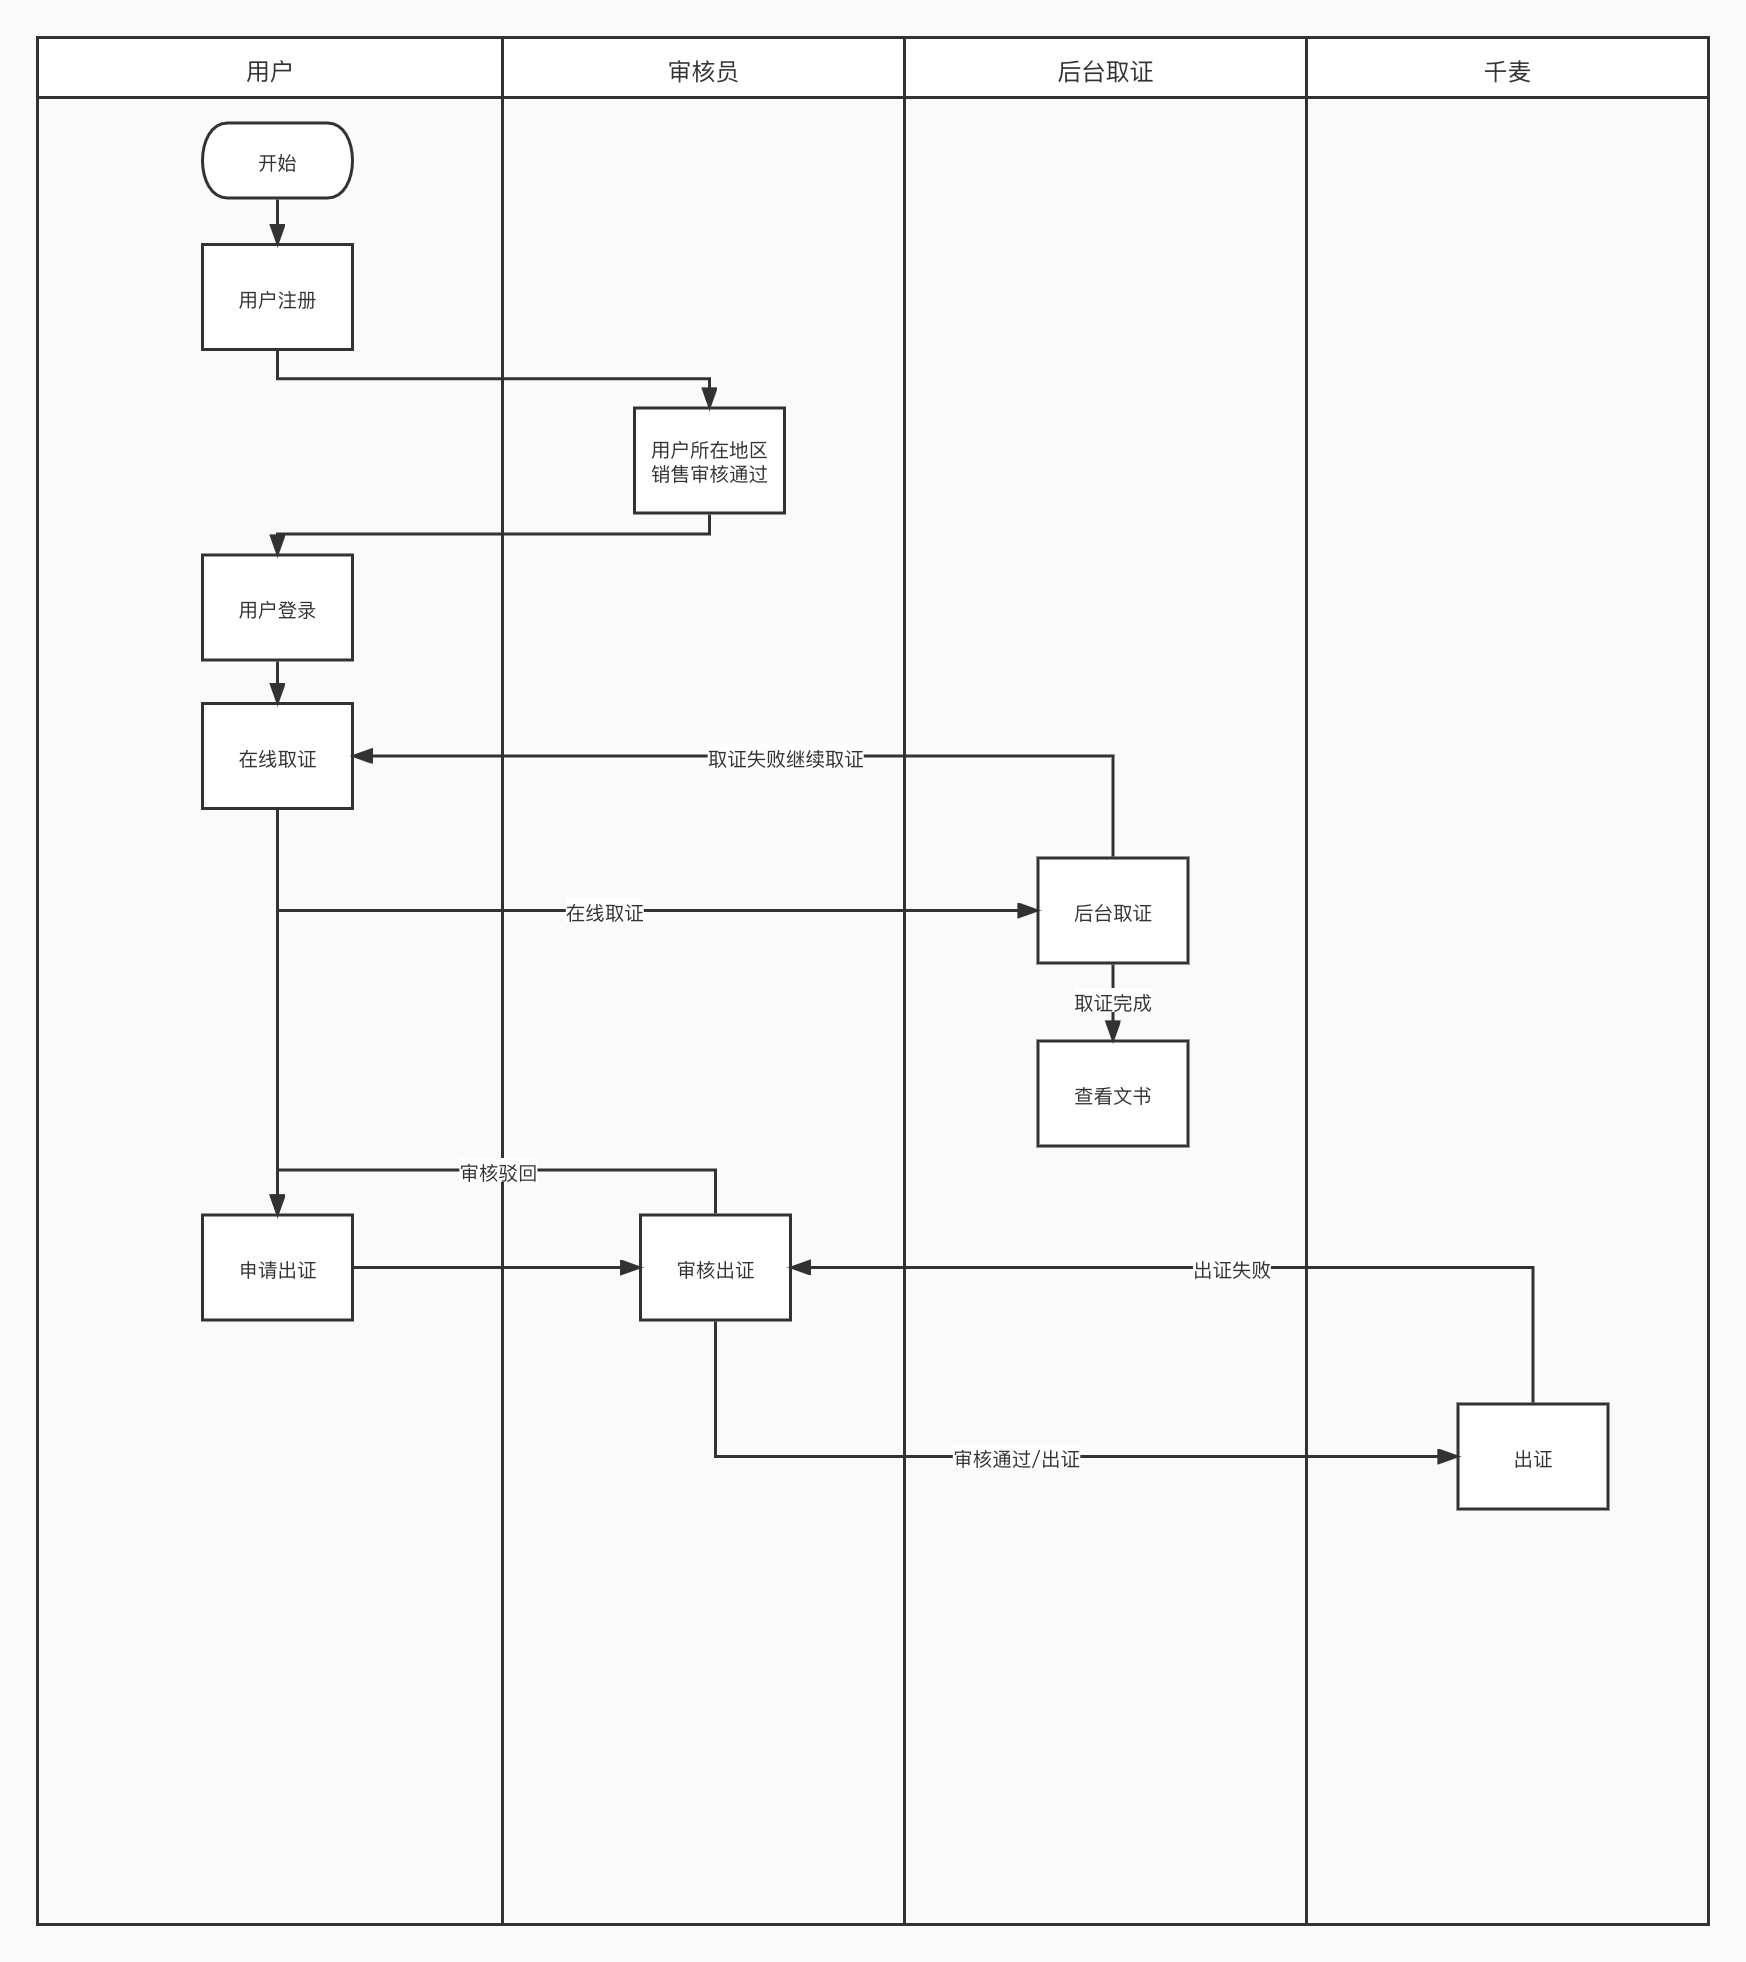 用户
审核员
后台取证
千麦
开始
用户注册
用户所在地区
销售审核通过
用户登录
在线取证
取证失败继续取证
在线取证
后台取证
取证完成
查看文书
审核驳回
申请出证
审核出证
出证失败
审核通过/出证
出证